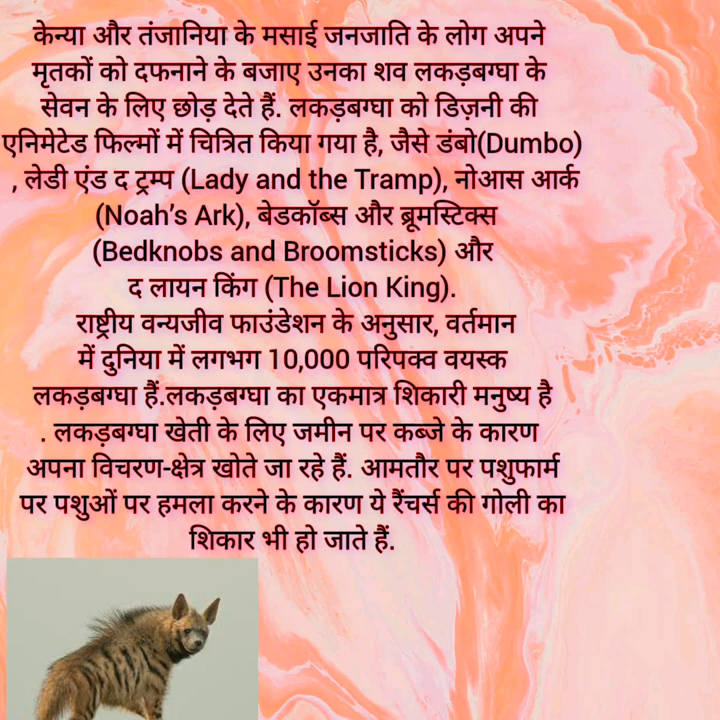 केन्या और तंजानिया के मसाई जनजाति के लोग अपने
मृतकों को दफनाने के बजाए उनका शव लकड़बग्घा के
सेवन के लिए छोड़ देते हैं. लकड़बग्घा को डिज़नी की
एनिमेटेड फिल्मों में चित्रित किया गया है, जैसे डंबो(Dumbo)
, लेडी एंड द ट्रम्प (Lady and the Tramp), नोआस आर्क
(Noah’s Ark), बेडकॉब्स और ब्रूमस्टिक्स
(Bedknobs and Broomsticks) और
द लायन किंग (The Lion King).
राष्ट्रीय वन्यजीव फाउंडेशन के अनुसार, वर्तमान
में दुनिया में लगभग 10,000 परिपक्व वयस्क
लकड़बग्घा हैं.लकड़बग्घा का एकमात्र शिकारी मनुष्य है
. लकड़बग्घा खेती के लिए जमीन पर कब्जे के कारण
अपना विचरण-क्षेत्र खोते जा रहे हैं. आमतौर पर पशुफार्म
पर पशुओं पर हमला करने के कारण ये रैंचर्स की गोली का
शिकार भी हो जाते हैं.